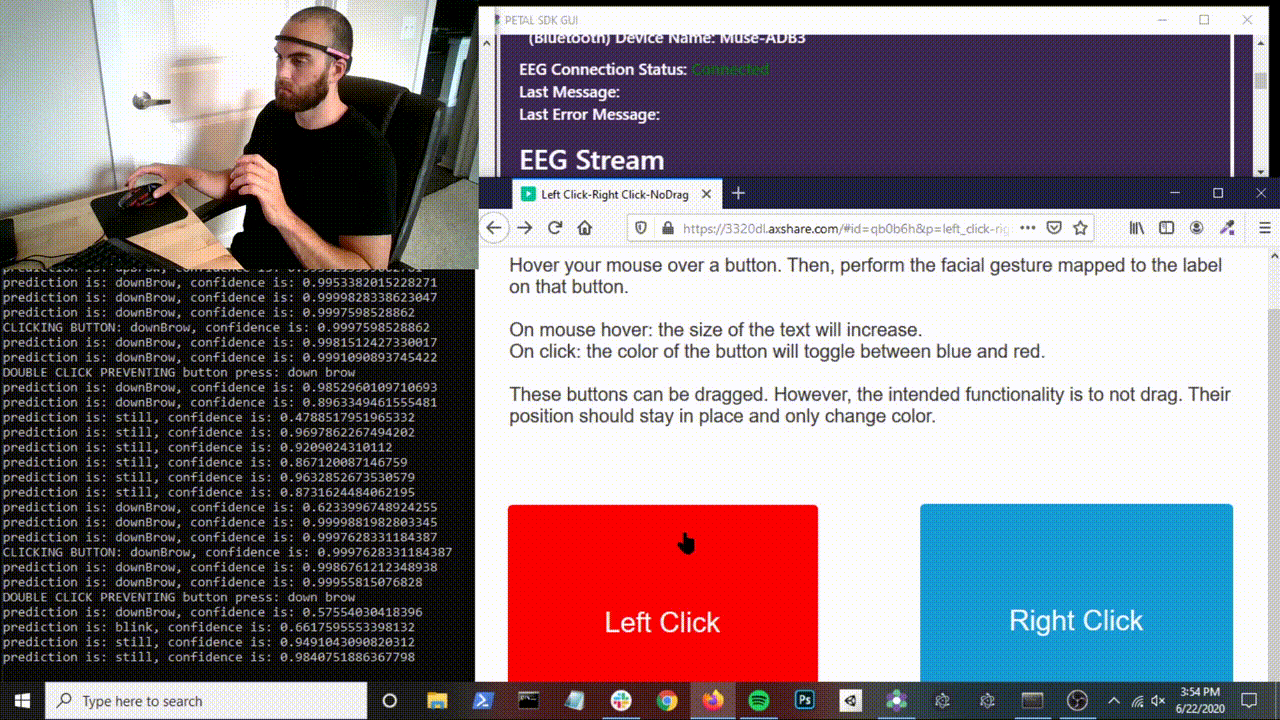 PETAL SDK GUI
(Bluetooth) Device Name: Muse-ADB3
EEG Connection Status: Connected
Last Message:
Last Error Message:
EEG Stream
Left Click-Right Click-NoDrag
https://3320dl.axshare.com/#id=qb0b6h&p=left_click-rig
Hover your mouse over a button. Then, perform the facial gesture mapped to the label
on that button.
On mouse hover: the size of the text will increase.
On click: the color of the button will toggle between blue and red.
These buttons can be dragged. However, the intended functionality is to not drag. Their
position should stay in place and only change color.
Left Click
Right Click
prediction is: downBrow, confidence is: 0.9953382015228271
prediction is: downBrow, confidence is: 0.9999828338623047
prediction is: downBrow, confidence is: 0.9997598528862
CLICKING BUTTON: downBrow, confidence is: 0.9997598528862
prediction is: downBrow, confidence is: 0.9981512427330017
prediction is: downBrow, confidence is: 0.9991090893745422
DOUBLE CLICK PREVENTING button press: down brow
prediction is: downBrow, confidence is: 0.9852960109710693
prediction is: downBrow, confidence is: 0.8963349461555481
prediction is: still, confidence is: 0.4788517951965332
prediction is: still, confidence is: 0.9697862267494202
prediction is: still, confidence is: 0.9209024310112
prediction is: still, confidence is: 0.867120087146759
prediction is: still, confidence is: 0.9632852673530579
prediction is: still, confidence is: 0.8731624484062195
prediction is: downBrow, confidence is: 0.6233996748924255
prediction is: downBrow, confidence is: 0.9999881982803345
prediction is: downBrow, confidence is: 0.9997628331184387
CLICKING BUTTON: downBrow, confidence is: 0.9997628331184387
prediction is: downBrow, confidence is: 0.9986761212348938
prediction is: downBrow, confidence is: 0.99955815076828
DOUBLE CLICK PREVENTING button press: down brow
prediction is: downBrow, confidence is: 0.57554030418396
prediction is: blink, confidence is: 0.6617595553398132
prediction is: still, confidence is: 0.9491043090820312
prediction is: still, confidence is: 0.9840751886367798
Type here to search
Ps
3:54 PM
6/22/2020